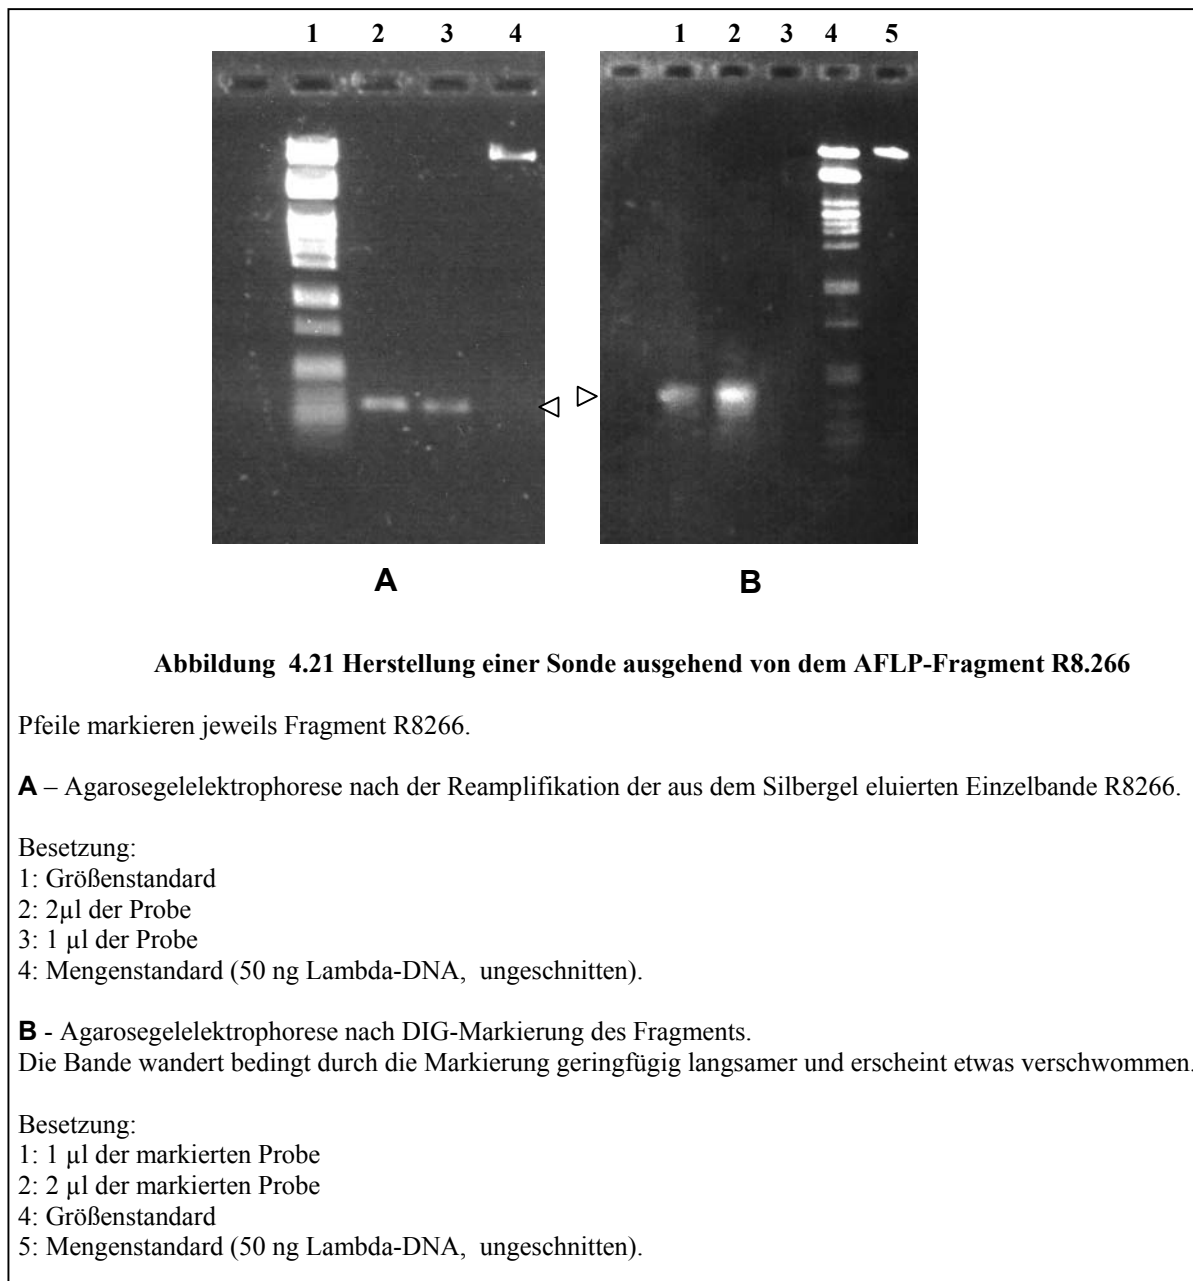 1 2 3 4
1 2 3 4 5
A B
Abbildung 4.21 Herstellung einer Sonde ausgehend von dem AFLP-Fragment R8.266
Pfeile markieren jeweils Fragment R8266.
A – Agarosegelelektrophorese nach der Reamplifikation der aus dem Silbergel eluierten Einzelbande R8266.
Besetzung:
1: Größenstandard
2: 2µl der Probe
3: 1 µl der Probe
4: Mengenstandard (50 ng Lambda-DNA, ungeschnitten).
B - Agarosegelelektrophorese nach DIG-Markierung des Fragments.
Die Bande wandert bedingt durch die Markierung geringfügig langsamer und erscheint etwas verschwommen.
Besetzung:
1: 1 µl der markierten Probe
2: 2 µl der markierten Probe
4: Größenstandard
5: Mengenstandard (50 ng Lambda-DNA, ungeschnitten).